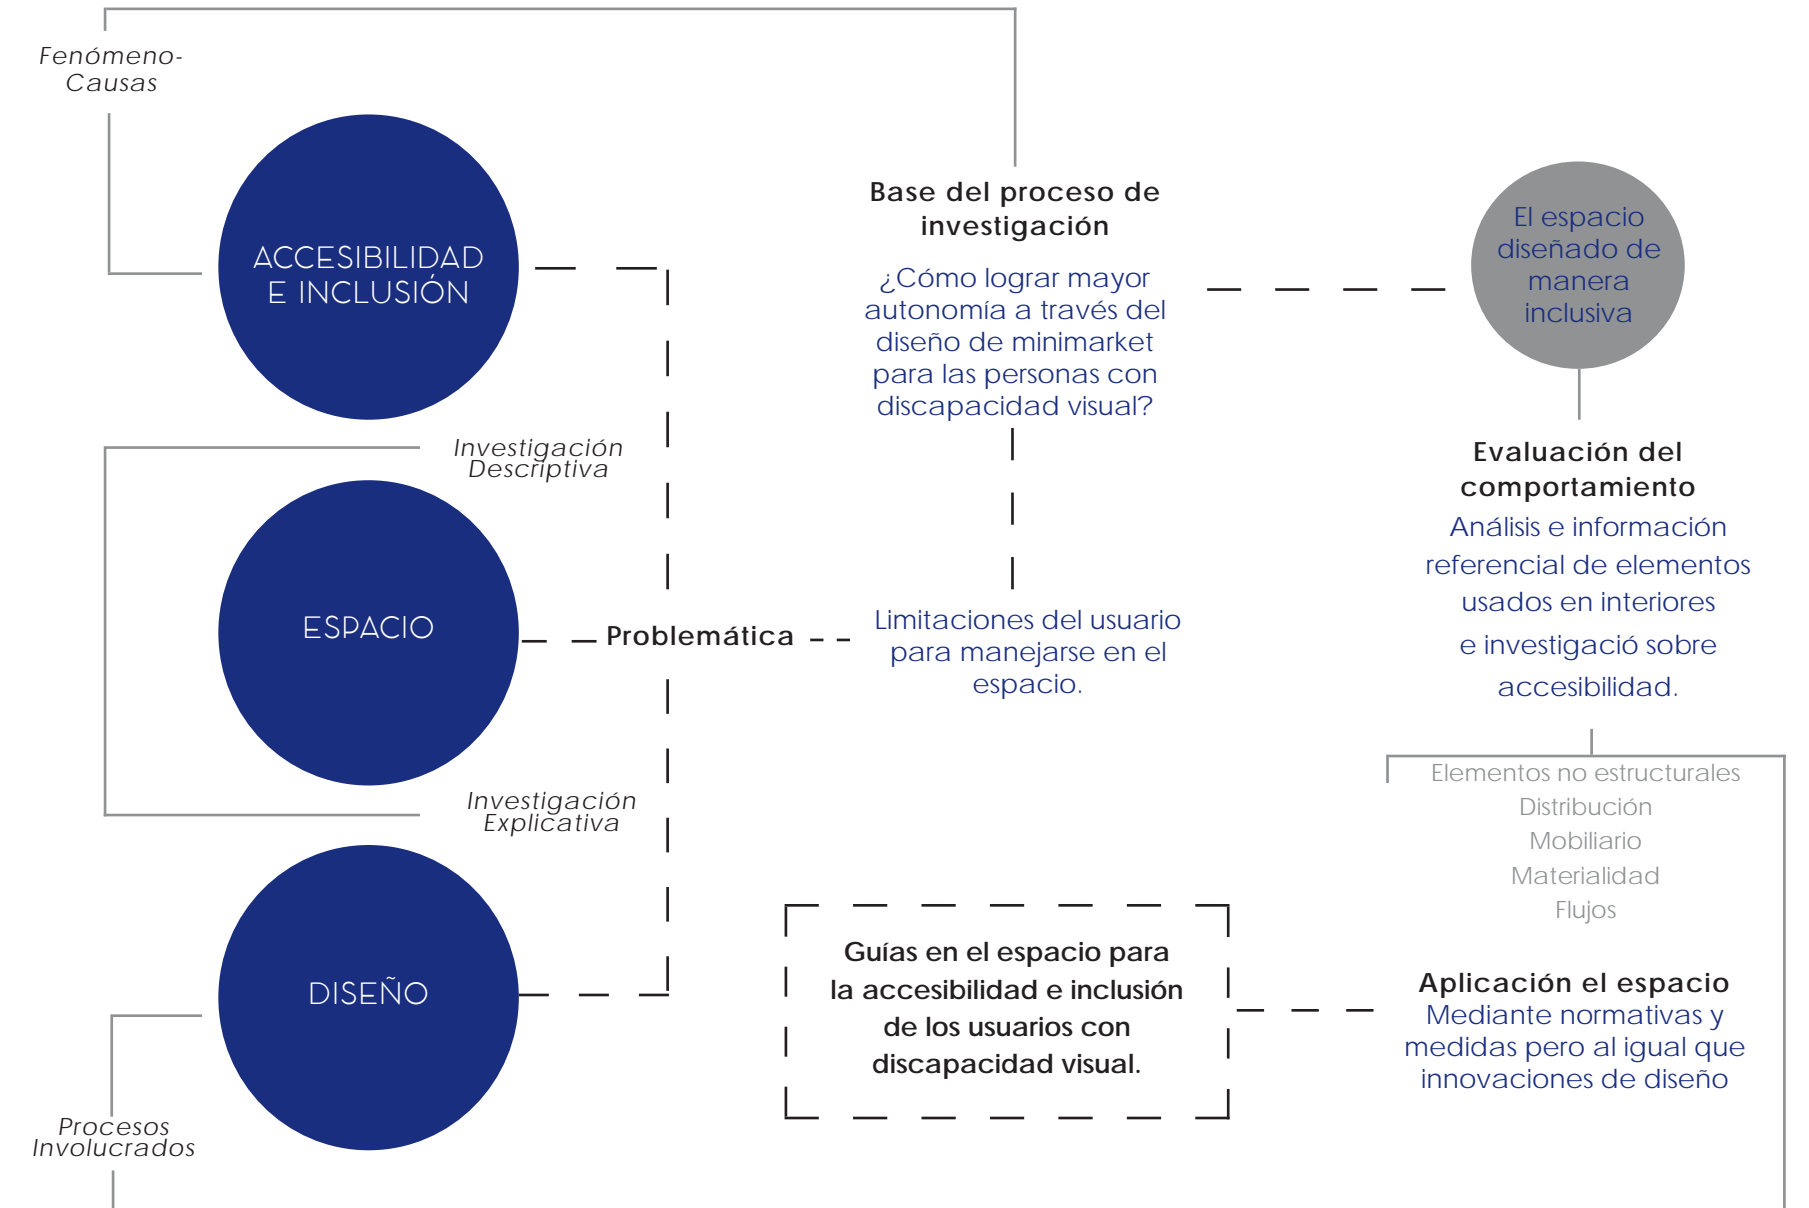 Fenómeno-
Causas
ACCESIBILIDAD
E INCLUSIÓN
Investigación
Descriptiva
ESPACIO
Investigación
Explicativa
DISEÑO
Procesos
Involucrados
Problemática
Base del proceso de
investigación
¿Cómo lograr mayor
autonomía a través del
diseño de minimarket
para las personas con
discapacidad visual?
Limitaciones del usuario
para manejarse en el
espacio.
Guías en el espacio para
la accesibilidad e inclusión
de los usuarios con
discapacidad visual.
El espacio
diseñado de
manera
inclusiva
Evaluación del
comportamiento
Análisis e información
referencial de elementos
usados en interiores
e investigació sobre
accesibilidad.
Elementos no estructurales
Distribución
Mobiliario
Materialidad
Flujos
Aplicación el espacio
Mediante normativas y
medidas pero al igual que
innovaciones de diseño